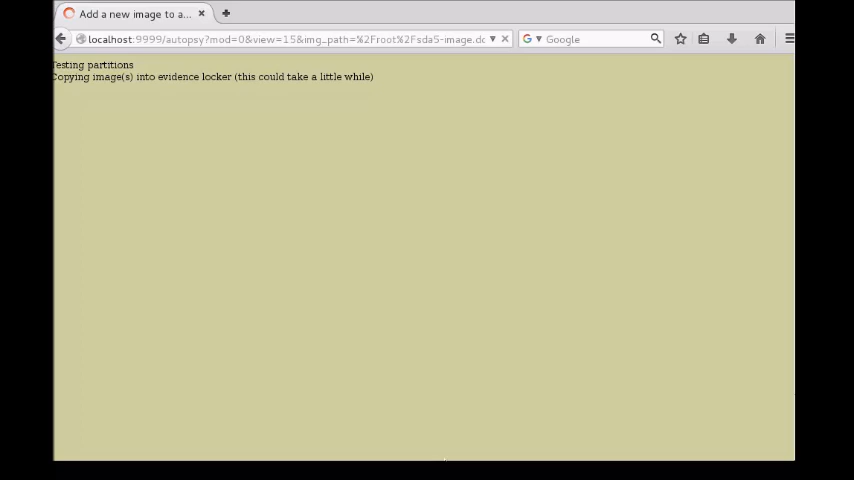 Add a new image to a...
localhost:9999/autopsy?mod=0&view=15&img_path=%2Froot%2Fsda5-image.dc
Google
Testing partitions
Copying image(s) into evidence locker (this could take a little while)